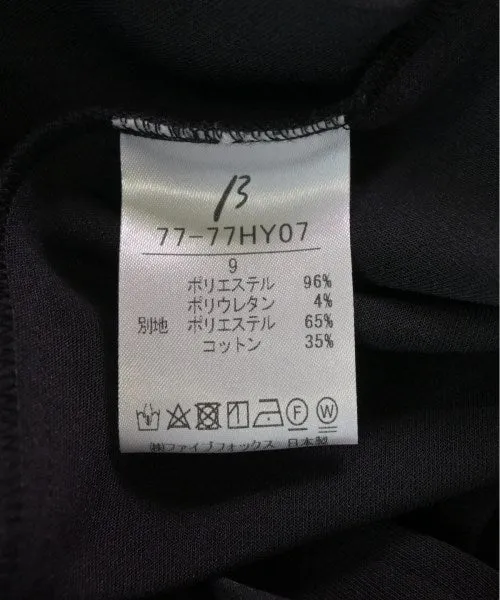 β
77-77HY07
9
ポリエステル 96%
ポリウレタン 4%
別地 ポリエステル 65%
コットン 35%
F W
㈱ファイブフォックス 日本製